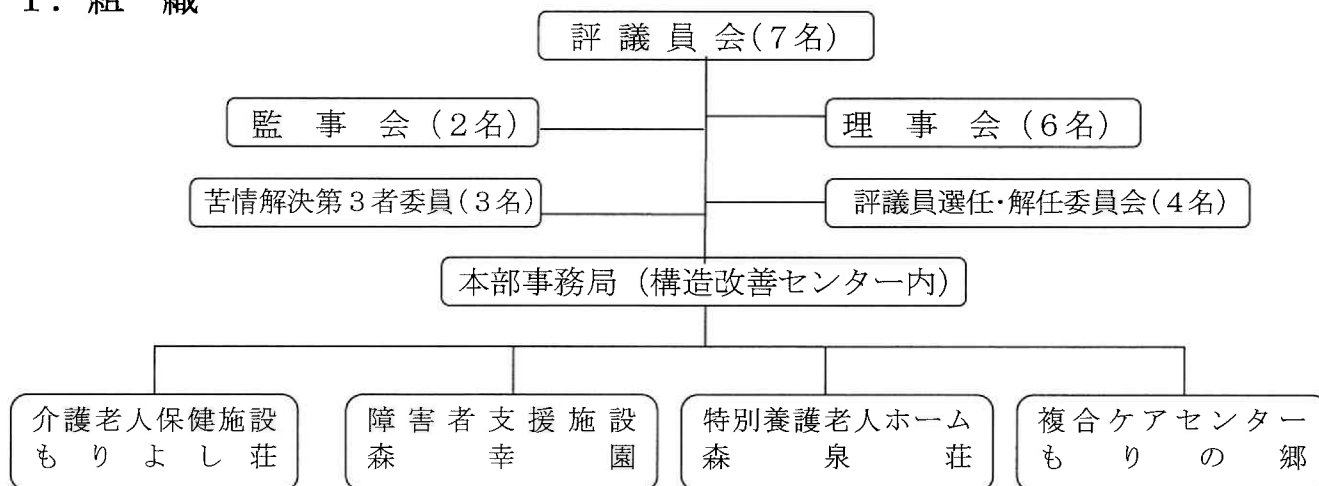 1. 組 織
評 議 員 会(7名)
監 事 会 (2名)
理 事 会 (6名)
苦情解決第3者委員(3名)
評議員選任・解任委員会(4名)
本部事務局 (構造改善センター内)
介護老人保健施設
もりよし荘
障害者支援施設
森幸園
特別養護老人ホーム
森泉荘
複合ケアセンター
もりの郷